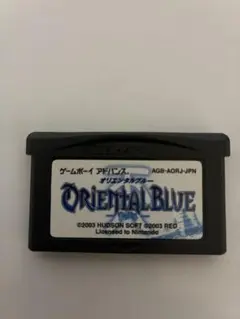 ゲームボーイ アドバンス
AGB-AORJ-JPN
オリエンタルブルー
ORIENTAL BLUE
©2003 HUDSON SOFT ©2003 RED
Licensed to Nintendo